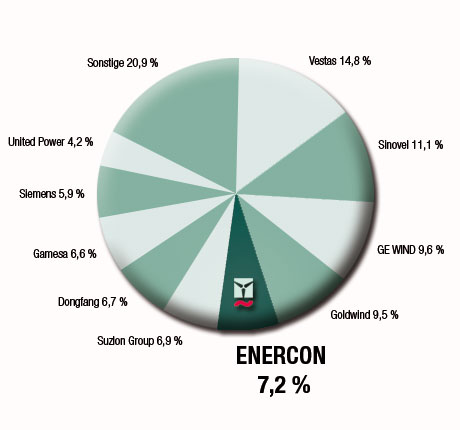 Sonstige 20,9 %
Vestas 14,8 %
Sinovel 11,1 %
GE WIND 9,6 %
Goldwind 9,5 %
ENERCON
7,2 %
Suzlon Group 6,9 %
Dongfang 6,7 %
Gamesa 6,6 %
Siemens 5,9 %
United Power 4,2 %